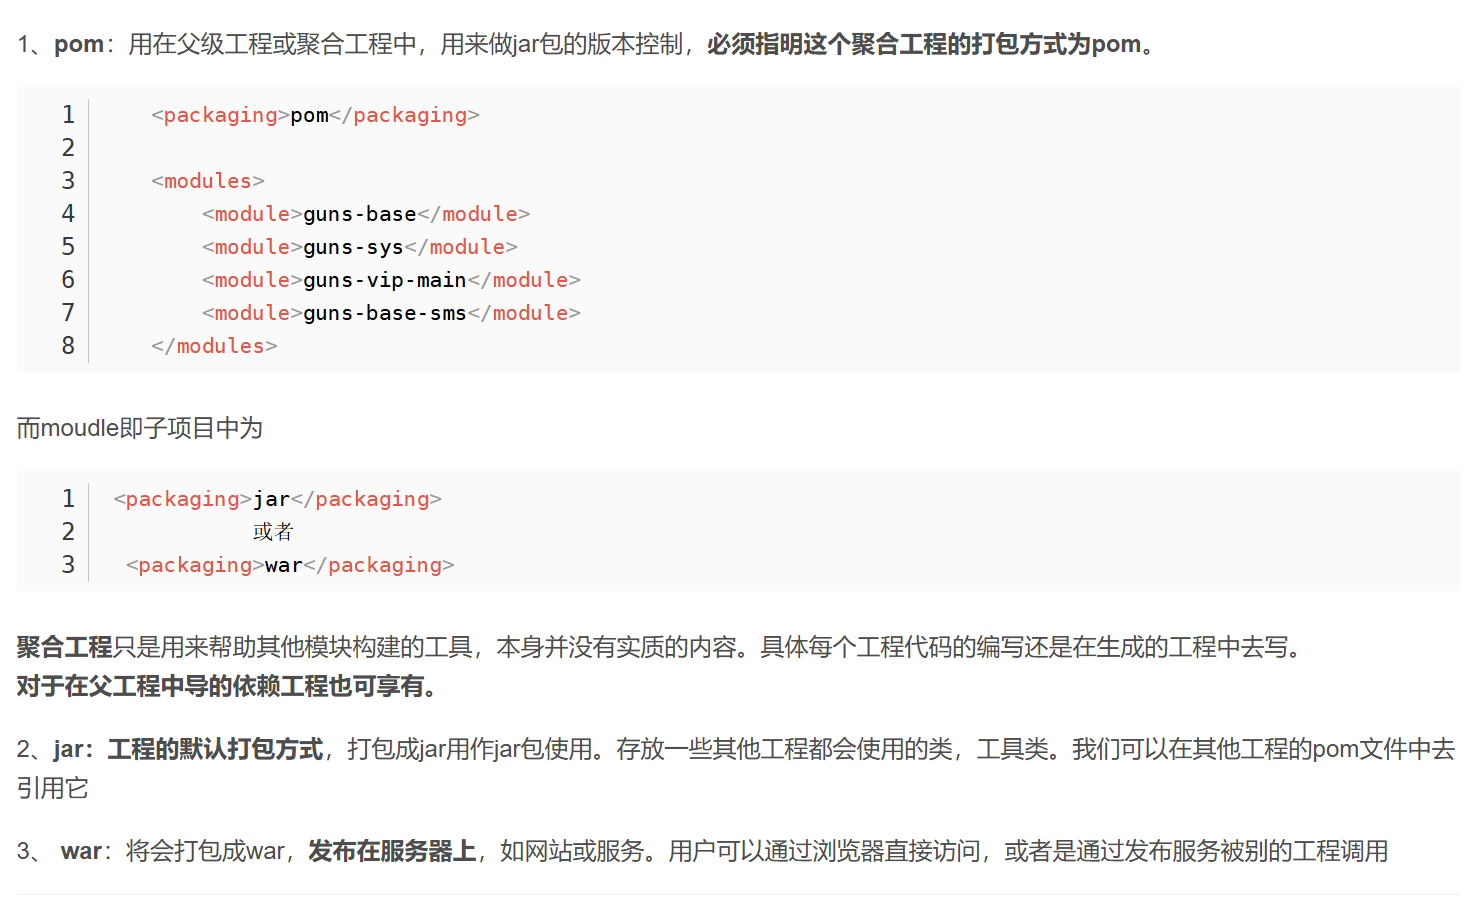 1、pom：用在父级工程或聚合工程中，用来做jar包的版本控制，必须指明这个聚合工程的打包方式为pom。
1 <packaging>pom</packaging>
2
3 <modules>
4 <module>guns-base</module>
5 <module>guns-sys</module>
6 <module>guns-vip-main</module>
7 <module>guns-base-sms</module>
8 </modules>
而moudle即子项目中为
1 <packaging>jar</packaging>
2 或者
3 <packaging>war</packaging>
聚合工程只是用来帮助其他模块构建的工具，本身并没有实质的内容。具体每个工程代码的编写还是在生成的工程中去写。
对于在父工程中导的依赖工程也可享有。
2、jar：工程的默认打包方式，打包成jar用作jar包使用。存放一些其他工程都会使用的类，工具类。我们可以在其他工程的pom文件中去
引用它
3、 war：将会打包成war，发布在服务器上，如网站或服务。用户可以通过浏览器直接访问，或者是通过发布服务被别的工程调用